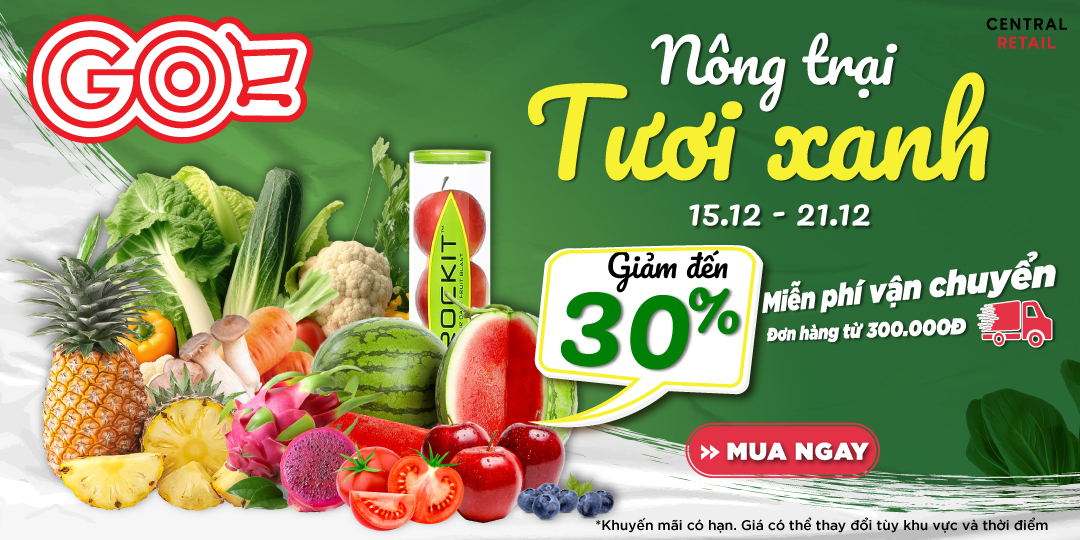 GO!
CENTRAL
RETAIL
Nông trại
Tươi xanh
15.12 - 21.12
ROCKIT™
Giảm đến
30%
Miễn phí vận chuyển
Đơn hàng từ 300.000Đ
>> MUA NGAY
*Khuyến mãi có hạn. Giá có thể thay đổi tùy khu vực và thời điểm